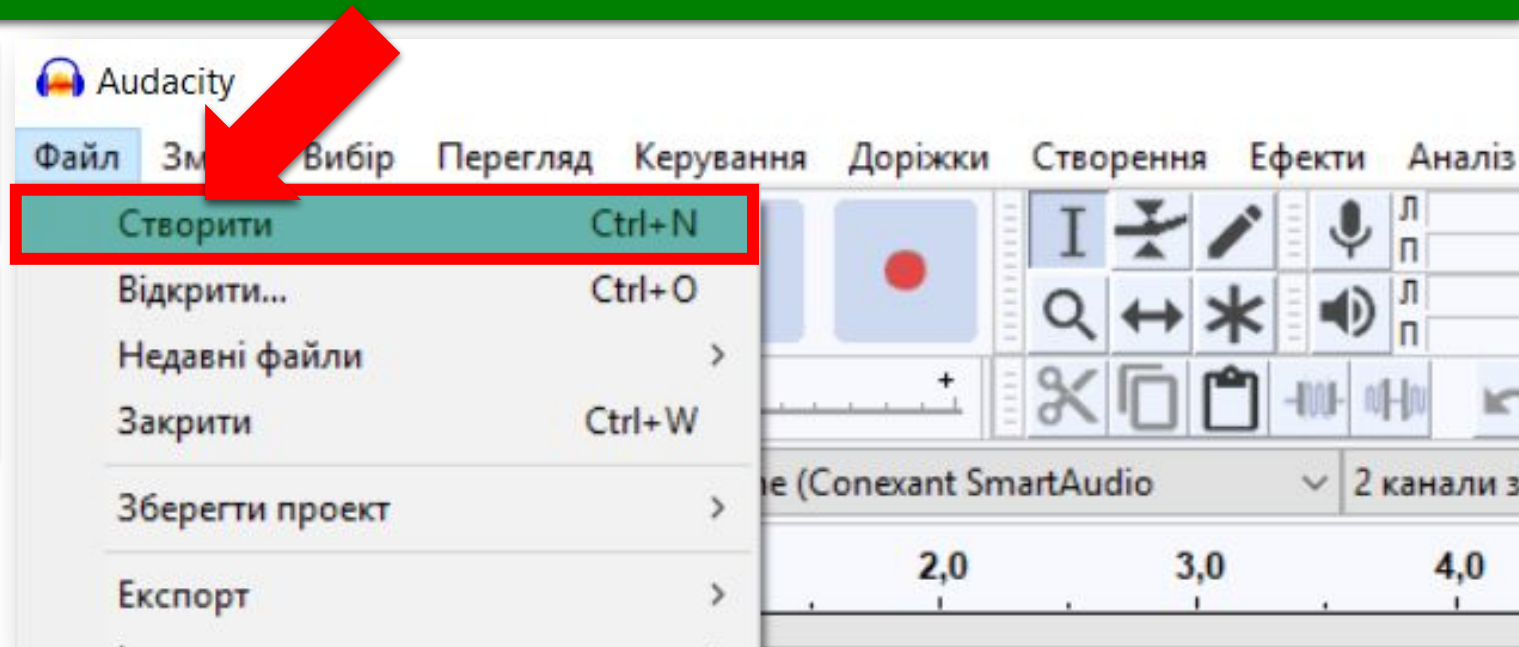 Audacity
Файл Вибір Перегляд Керування Доріжки Створення Ефекти Аналіз
Створити Ctrl+N
Відкрити... Ctrl+O
Недавні файли
Закрити Ctrl+W
Зберегти проект
Експорт
Л
П
Л
П
+
(Conexant SmartAudio
2 канали
2,0 3,0 4,0